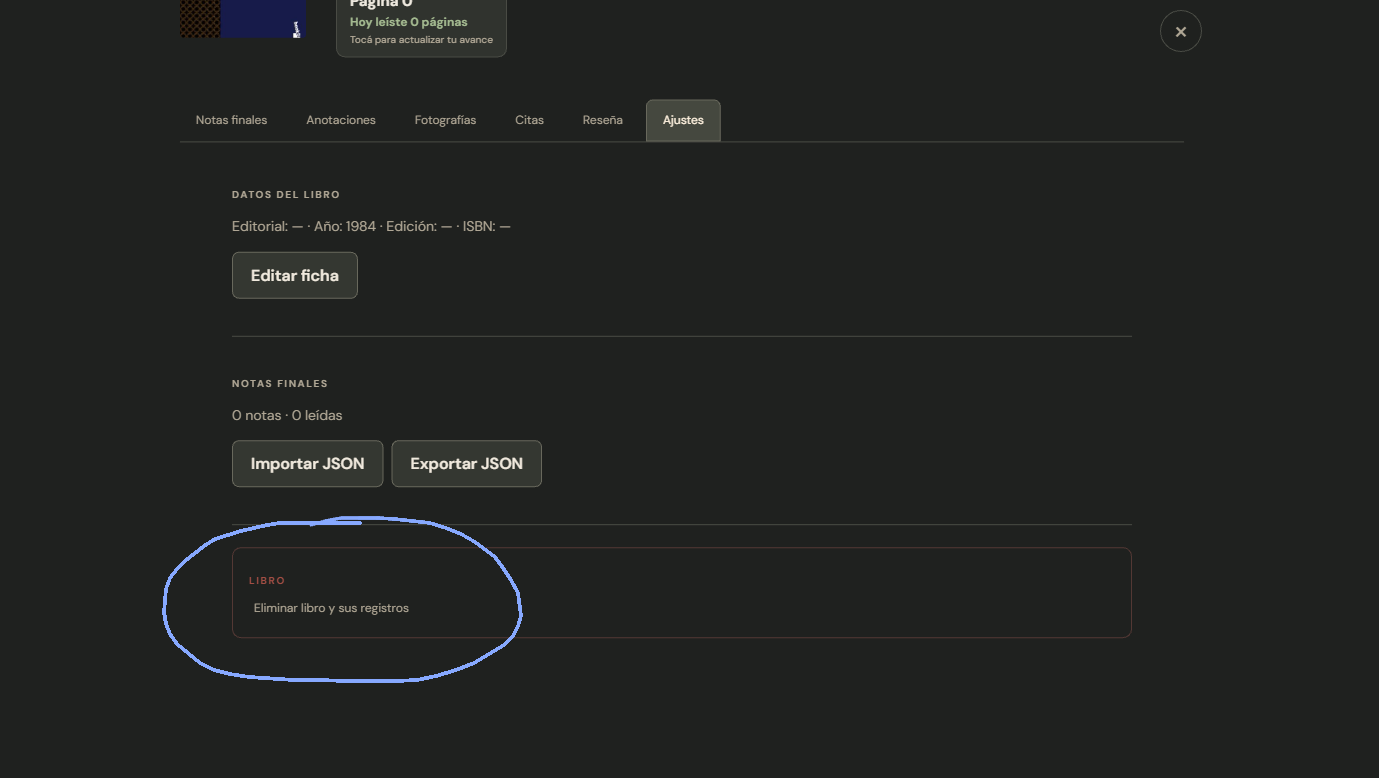 Página 0
Hoy leíste 0 páginas
Tocá para actualizar tu avance
Notas finales Anotaciones Fotografías Citas Reseña Ajustes
DATOS DEL LIBRO
Editorial: — · Año: 1984 · Edición: — · ISBN: —
Editar ficha
NOTAS FINALES
0 notas · 0 leídas
Importar JSON Exportar JSON
LIBRO
Eliminar libro y sus registros